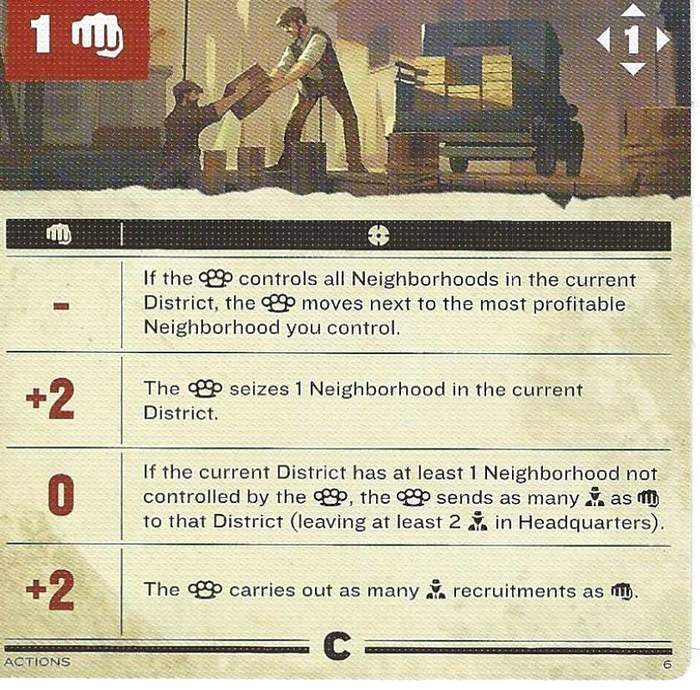 1
1
-
If the controls all Neighborhoods in the current
District, the moves next to the most profitable
Neighborhood you control.
+2
The seizes 1 Neighborhood in the current
District.
0
If the current District has at least 1 Neighborhood not
controlled by the , the sends as many as
to that District (leaving at least 2 in Headquarters).
+2
The carries out as many recruitments as .
C
ACTIONS
6